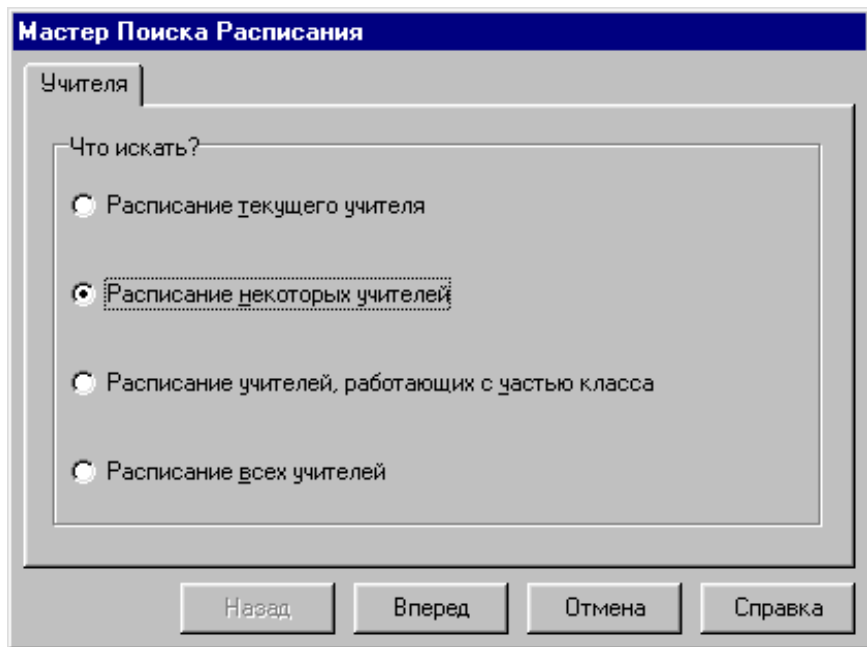 Мастер Поиска Расписания
Учителя
Что искать?
Расписание текущего учителя
Расписание некоторых учителей
Расписание учителей, работающих с частью класса
Расписание всех учителей
Назад Вперед Отмена Справка